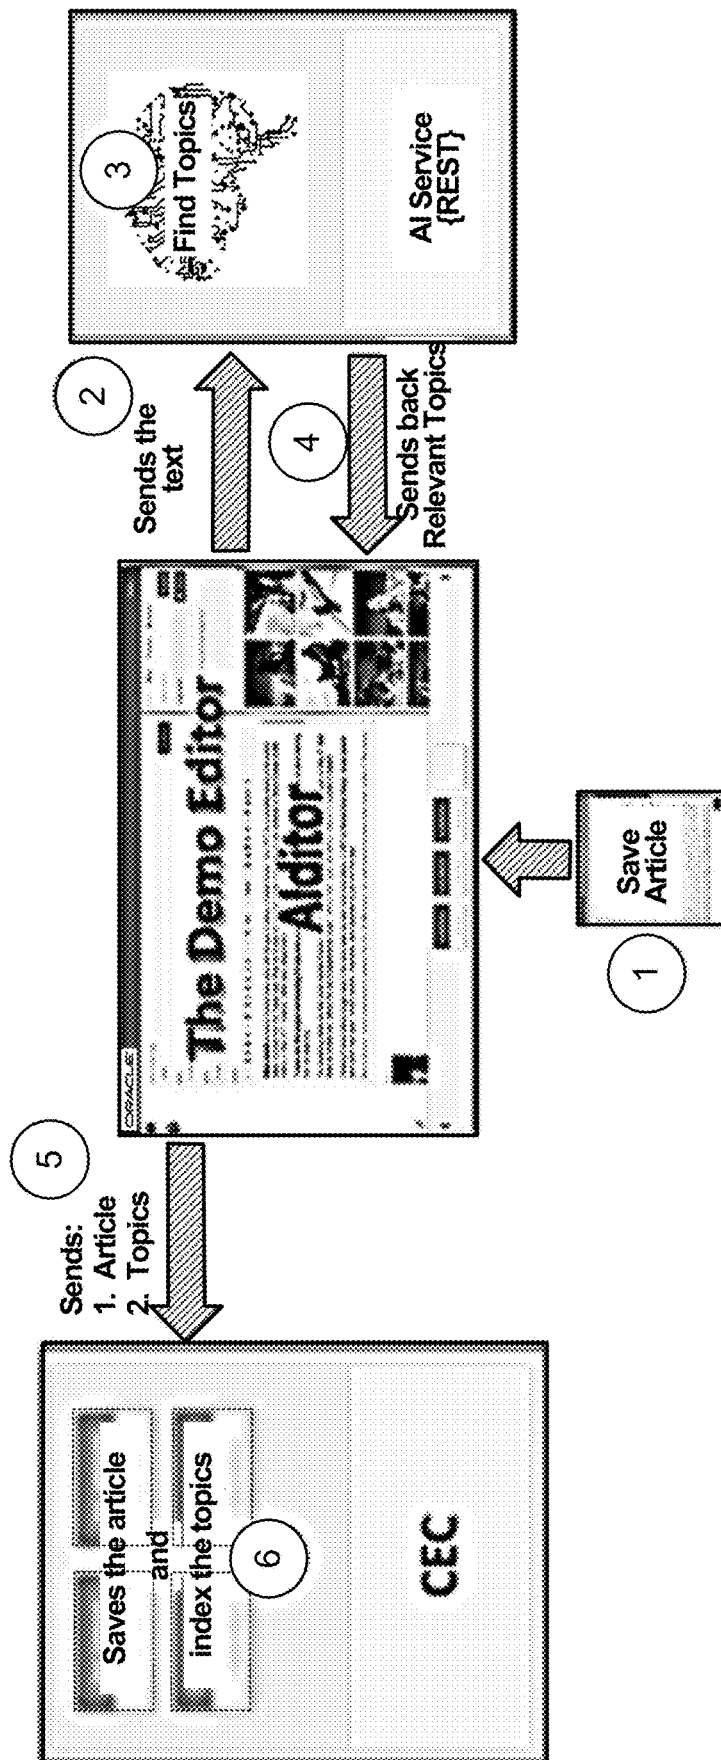 Saves the article
and
index the topics
6
CEC
5
Sends:
1. Article
2. Topics
ORACLE
The Demo Editor
AIditor
1
Save
Article
2
Sends the
text
4
Sends back
Relevant Topics
3
Find Topics
AI Service
{REST}